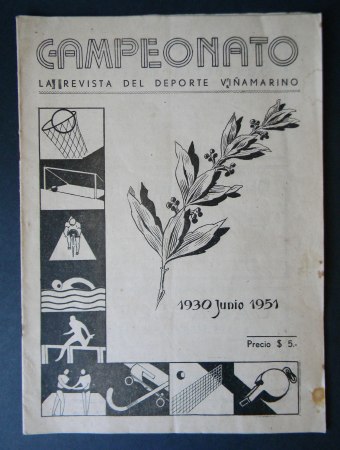 CAMPEONATO
LA REVISTA DEL DEPORTE VIÑAMARINO
1930 Junio 1951
Precio $ 5.-